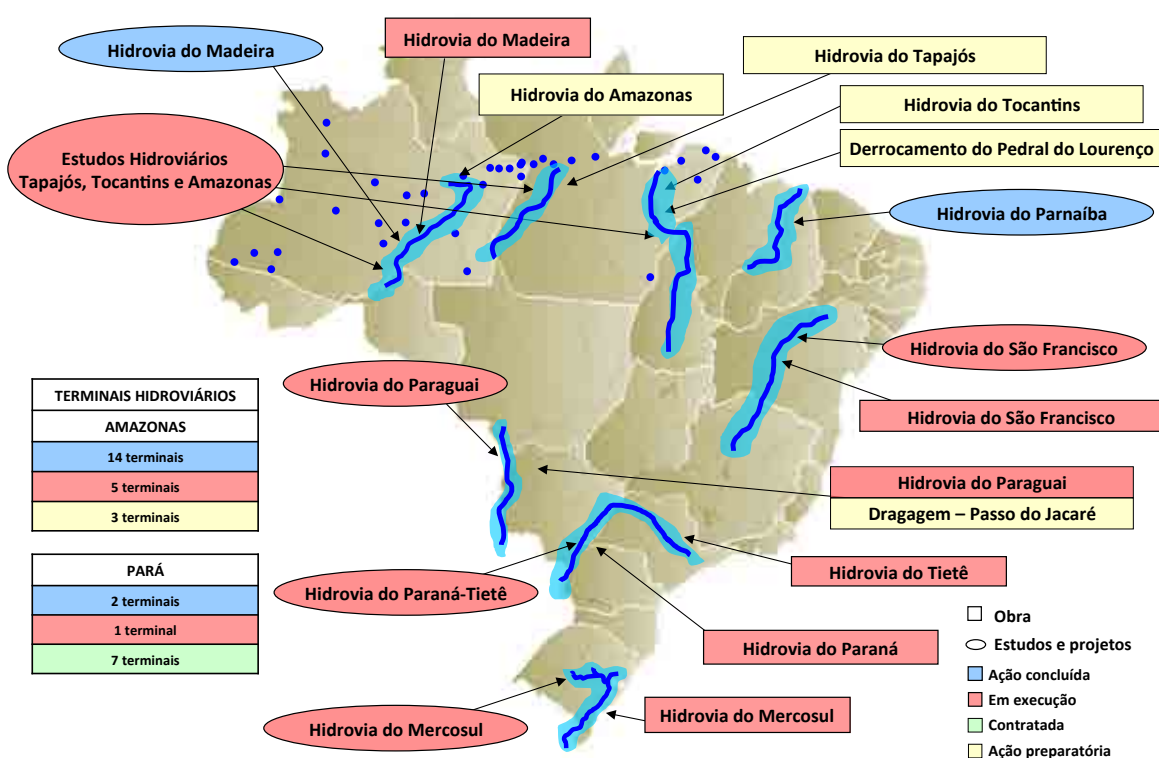 Hidrovia do Madeira
Hidrovia do Madeira
Hidrovia do Tapajós
Hidrovia do Amazonas
Hidrovia do Tocantins
Derrocamento do Pedral do Lourenço
Estudos Hidroviários
Tapajós, Tocantins e Amazonas
Hidrovia do Parnaíba
Hidrovia do São Francisco
Hidrovia do São Francisco
Hidrovia do Paraguai
TERMINAIS HIDROVIÁRIOS
AMAZONAS
14 terminais
5 terminais
3 terminais
Hidrovia do Paraguai
Dragagem – Passo do Jacaré
PARÁ
2 terminais
1 terminal
7 terminais
Hidrovia do Tietê
Hidrovia do Paraná-Tietê
Hidrovia do Paraná
Hidrovia do Mercosul
Hidrovia do Mercosul
Obra
Estudos e projetos
Ação concluída
Em execução
Contratada
Ação preparatória